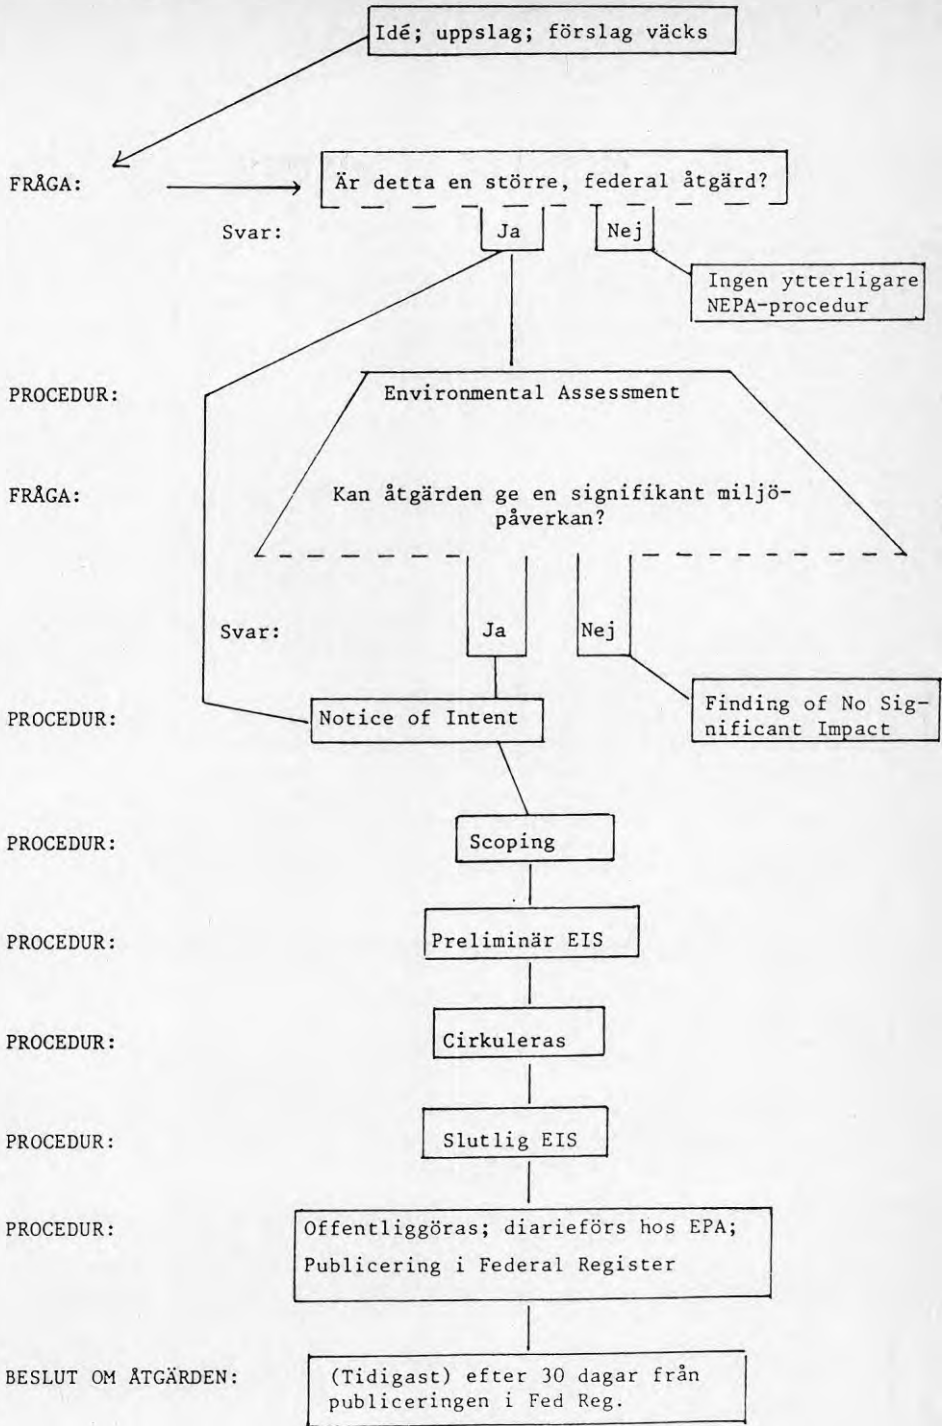 Idé; uppslag; förslag väcks
FRÅGA:
Är detta en större, federal åtgärd?
Svar:
Ja
Nej
Ingen ytterligare
NEPA-procedur
PROCEDUR:
Environmental Assessment
FRÅGA:
Kan åtgärden ge en signifikant miljö-
påverkan?
Svar:
Ja
Nej
PROCEDUR:
Notice of Intent
Finding of No Sig-
nificant Impact
PROCEDUR:
Scoping
PROCEDUR:
Preliminär EIS
PROCEDUR:
Cirkuleras
PROCEDUR:
Slutlig EIS
PROCEDUR:
Offentliggöras; diarieförs hos EPA;
Publicering i Federal Register
BESLUT OM ÅTGÄRDEN:
(Tidigast) efter 30 dagar från
publiceringen i Fed Reg.